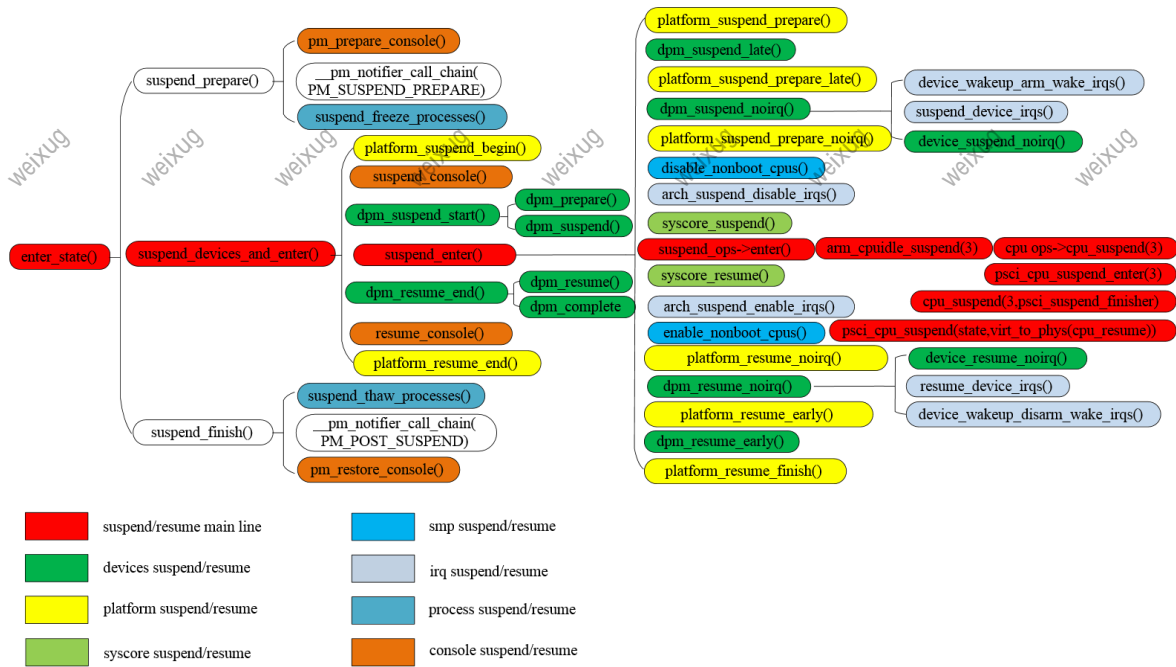 enter_state()
suspend_prepare()
pm_prepare_console()
__pm_notifier_call_chain(
PM_SUSPEND_PREPARE)
suspend_freeze_processes()
suspend_devices_and_enter()
platform_suspend_begin()
suspend_console()
dpm_suspend_start()
dpm_prepare()
dpm_suspend()
suspend_enter()
platform_suspend_prepare()
dpm_suspend_late()
platform_suspend_prepare_late()
dpm_suspend_noirq()
device_wakeup_arm_wake_irqs()
suspend_device_irqs()
device_suspend_noirq()
platform_suspend_prepare_noirq()
disable_nonboot_cpus()
arch_suspend_disable_irqs()
syscore_suspend()
suspend_ops->enter()
arm_cpuidle_suspend(3)
cpu ops->cpu_suspend(3)
psci_cpu_suspend_enter(3)
cpu_suspend(3,psci_suspend_finisher)
psci_cpu_suspend(state,virt_to_phys(cpu_resume))
syscore_resume()
arch_suspend_enable_irqs()
enable_nonboot_cpus()
platform_resume_noirq()
dpm_resume_noirq()
device_resume_noirq()
resume_device_irqs()
device_wakeup_disarm_wake_irqs()
platform_resume_early()
dpm_resume_early()
platform_resume_finish()
dpm_resume_end()
dpm_resume()
dpm_complete
resume_console()
platform_resume_end()
suspend_finish()
suspend_thaw_processes()
__pm_notifier_call_chain(
PM_POST_SUSPEND)
pm_restore_console()
weixug
weixug
weixug
weixug
weixug
weixug
weixug
weixug
weixug
suspend/resume main line
devices suspend/resume
platform suspend/resume
syscore suspend/resume
smp suspend/resume
irq suspend/resume
process suspend/resume
console suspend/resume